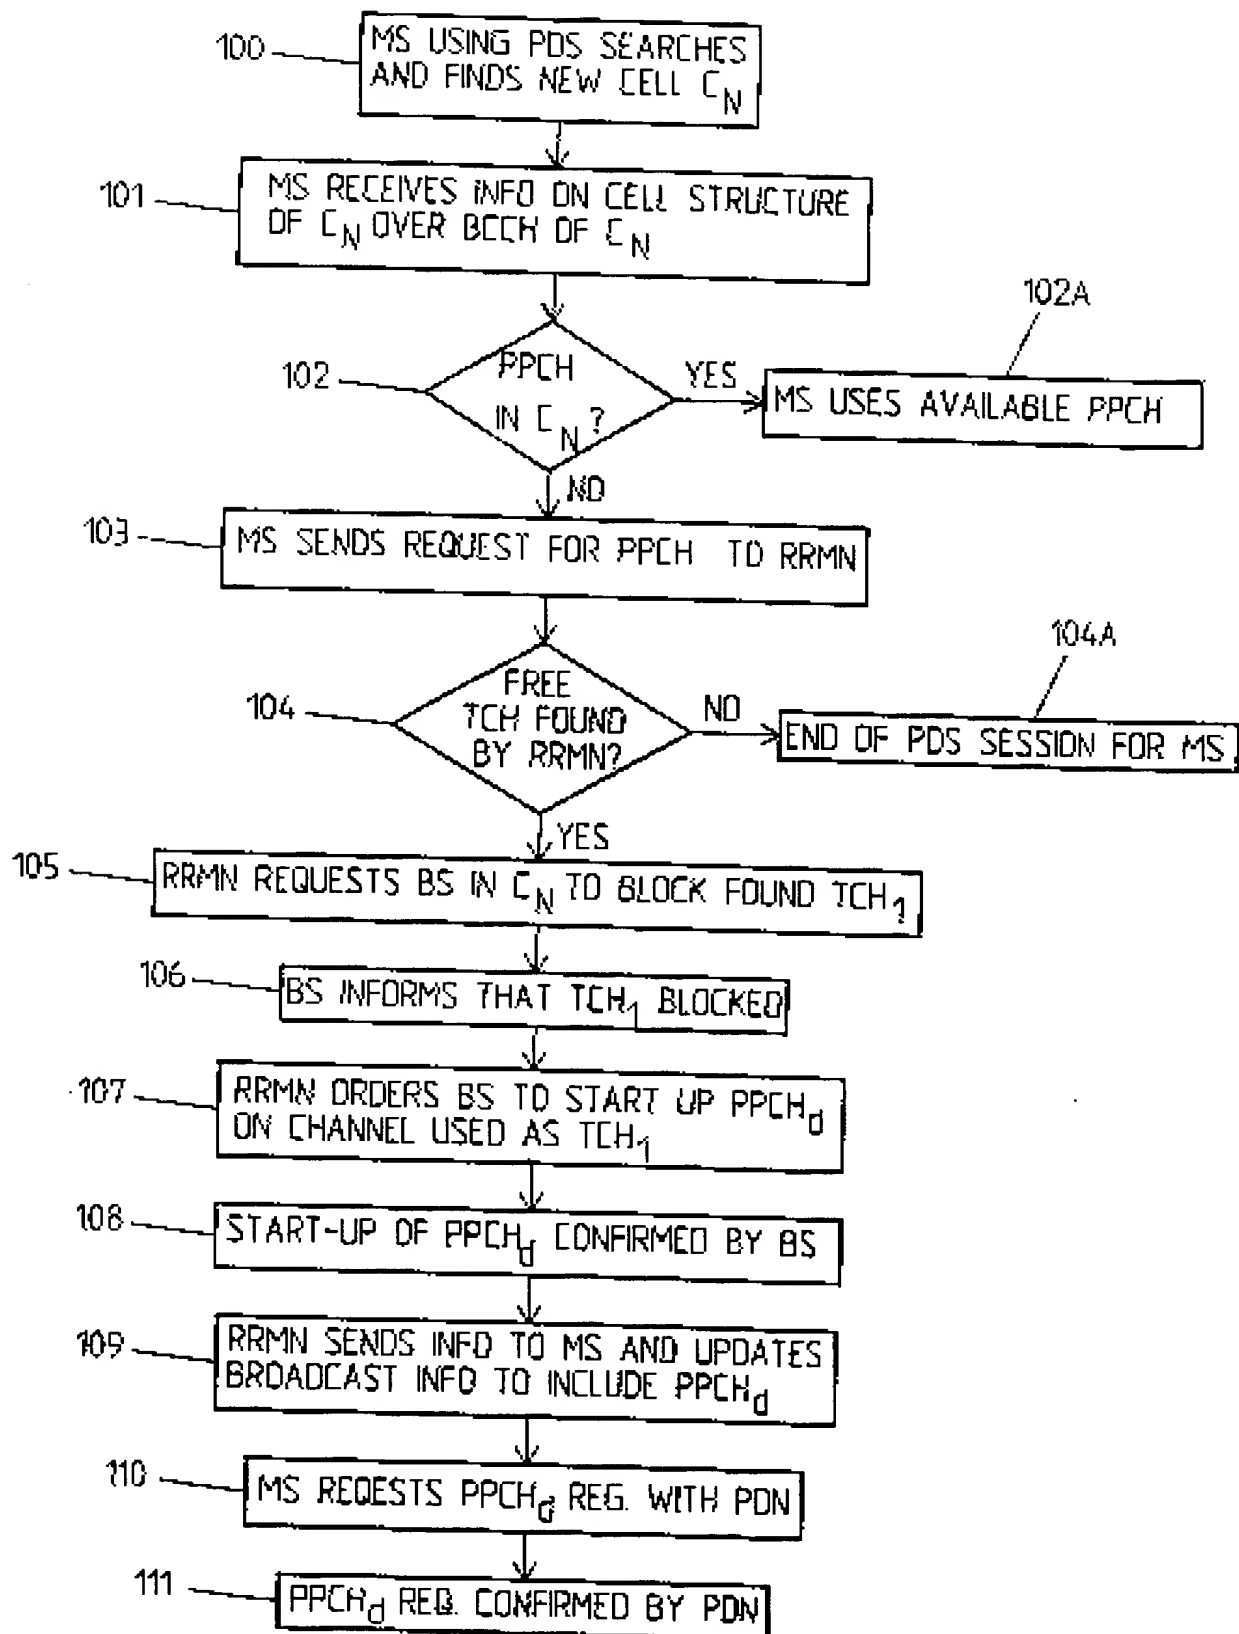 100
MS USING PDS SEARCHES
AND FINDS NEW CELL C_N
101
MS RECEIVES INFO ON CELL STRUCTURE
OF C_N OVER BCCH OF C_N
102
PPCH
IN C_N ?
YES
102A
MS USES AVAILABLE PPCH
NO
103
MS SENDS REQUEST FOR PPCH TO RRMN
104
FREE
TCH FOUND
BY RRMN?
NO
104A
END OF PDS SESSION FOR MS
YES
105
RRMN REQUESTS BS IN C_N TO BLOCK FOUND TCH_1
106
BS INFORMS THAT TCH_1 BLOCKED
107
RRMN ORDERS BS TO START UP PPCH_d
ON CHANNEL USED AS TCH_1
108
START-UP OF PPCH_d CONFIRMED BY BS
109
RRMN SENDS INFO TO MS AND UPDATES
BROADCAST INFO TO INCLUDE PPCH_d
110
MS REQESTS PPCH_d REG. WITH PDN
111
PPCH_d REQ. CONFIRMED BY PDN